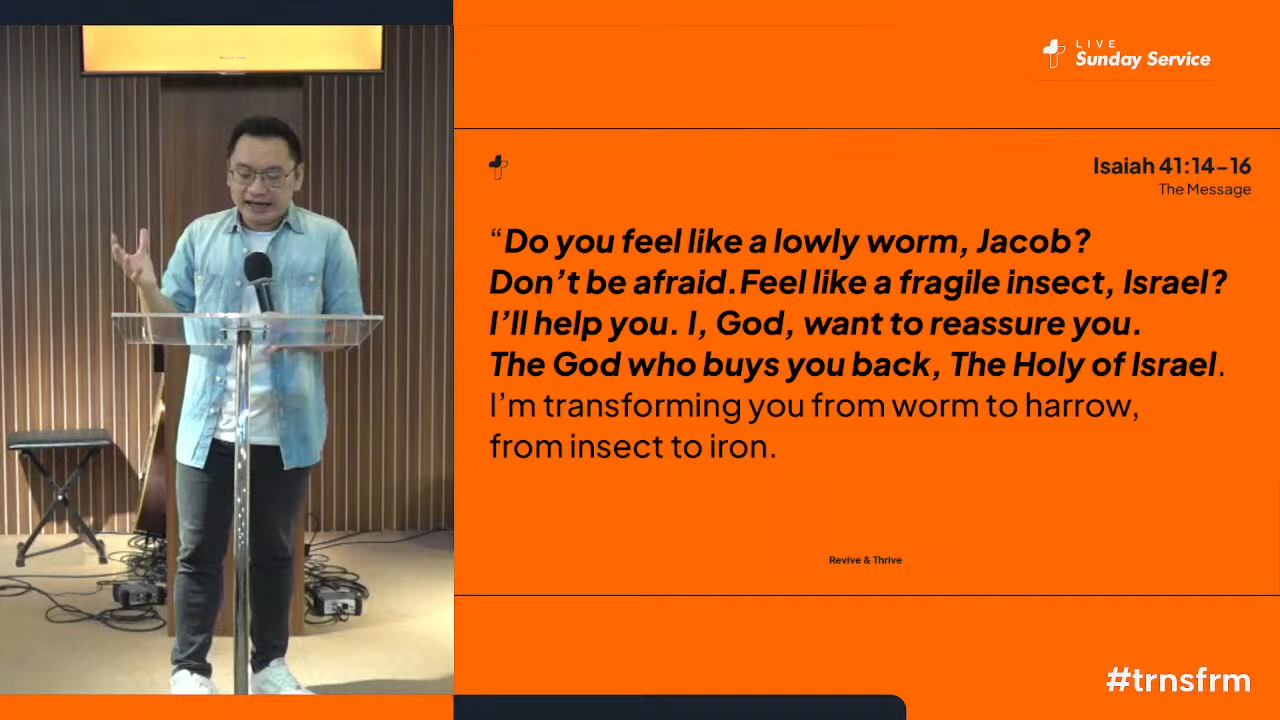 LIVE
Sunday Service
Isaiah 41:14–16
The Message
“Do you feel like a lowly worm, Jacob?
Don’t be afraid.Feel like a fragile insect, Israel?
I’ll help you. I, God, want to reassure you.
The God who buys you back, The Holy of Israel.
I’m transforming you from worm to harrow,
from insect to iron.
Revive & Thrive
#trnsfrm